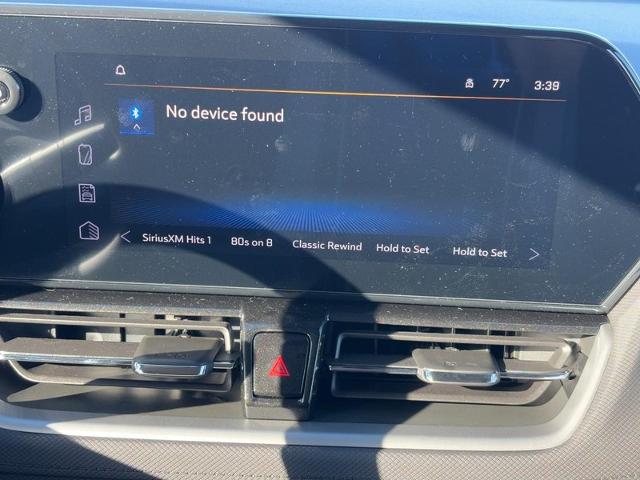 77° 3:39
No device found
SiriusXM Hits 1 80s on 8 Classic Rewind Hold to Set Hold to Set